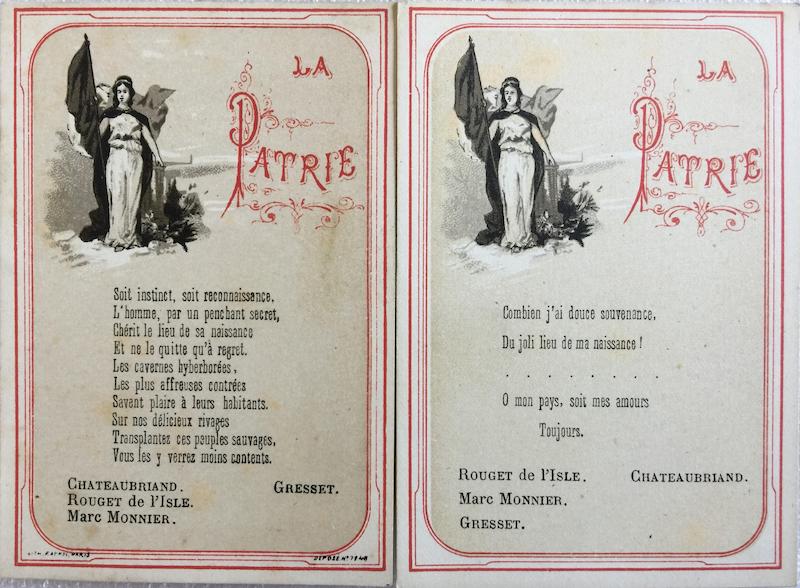 LA
PATRIE
Soit instinct, soit reconnaissance,
L'homme, par un penchant secret,
Chérit le lieu de sa naissance
Et ne le quitte qu'à regret.
Les cavernes hyberborées,
Les plus affreuses contrées
Savent plaire à leurs habitants.
Sur nos délicieux rivages
Transplantez ces peuples sauvages,
Vous les y verrez moins contents.
CHATEAUBRIAND. GRESSET.
ROUGET de l'ISLE.
Marc MONNIER.
PARIS
DÉPOSÉ
LA
PATRIE
Combien j'ai douce souvenance,
Du joli lieu de ma naissance !
. . . . . . . .
O mon pays, soit mes amours
Toujours.
ROUGET de l'ISLE. CHATEAUBRIAND.
Marc MONNIER.
GRESSET.